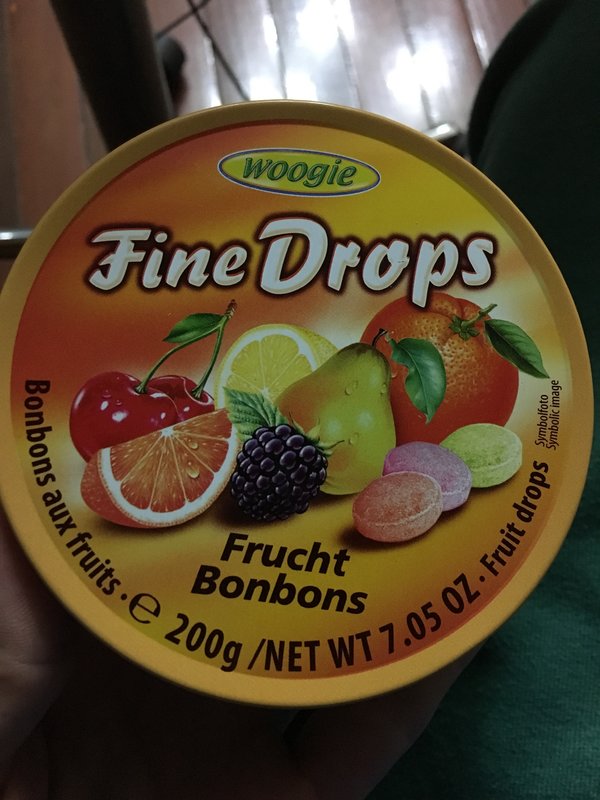 woogie
Fine Drops
Symbolfoto
Symbolic image
Frucht
Bonbons
Bonbons aux fruits · ℮ 200g /NET WT 7.05 OZ · Fruit drops